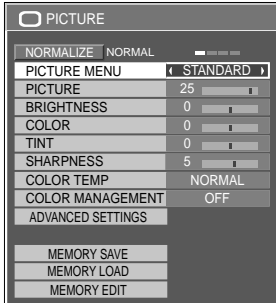 PICTURE
NORMALIZE NORMAL
PICTURE MENU STANDARD
PICTURE 25
BRIGHTNESS 0
COLOR 0
TINT 0
SHARPNESS 5
COLOR TEMP NORMAL
COLOR MANAGEMENT OFF
ADVANCED SETTINGS
MEMORY SAVE
MEMORY LOAD
MEMORY EDIT